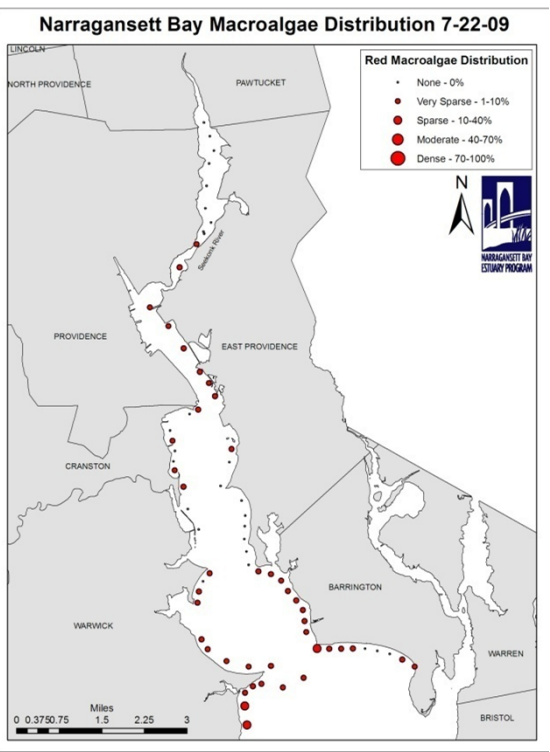 Narragansett Bay Macroalgae Distribution 7-22-09
LINCOLN
NORTH PROVIDENCE
PAWTUCKET
Red Macroalgae Distribution
None - 0%
Very Sparse - 1-10%
Sparse - 10-40%
Moderate - 40-70%
Dense - 70-100%
N
NARRAGANSETT BAY
ESTUARY PROGRAM
Seekonk River
PROVIDENCE
EAST PROVIDENCE
CRANSTON
BARRINGTON
WARWICK
WARREN
BRISTOL
Miles
0 0.3750.75 1.5 2.25 3